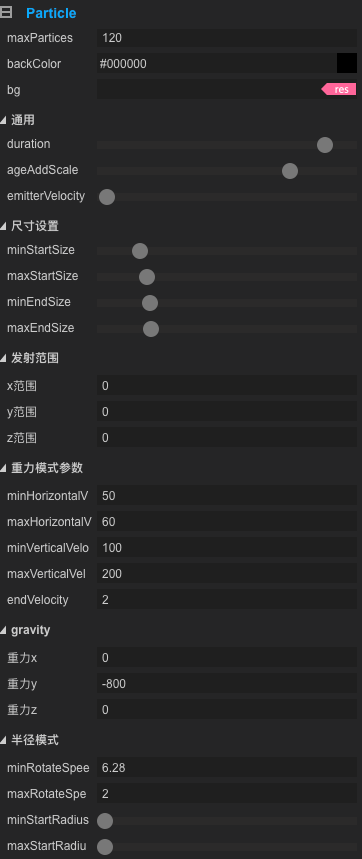 Particle
maxPartices 120
backColor #000000
bg res
通用
duration
ageAddScale
emitterVelocity
尺寸设置
minStartSize
maxStartSize
minEndSize
maxEndSize
发射范围
x范围 0
y范围 0
z范围 0
重力模式参数
minHorizontalV 50
maxHorizontalV 60
minVerticalVelo 100
maxVerticalVel 200
endVelocity 2
gravity
重力x 0
重力y -800
重力z 0
半径模式
minRotateSpee 6.28
maxRotateSpe 2
minStartRadius
maxStartRadiu